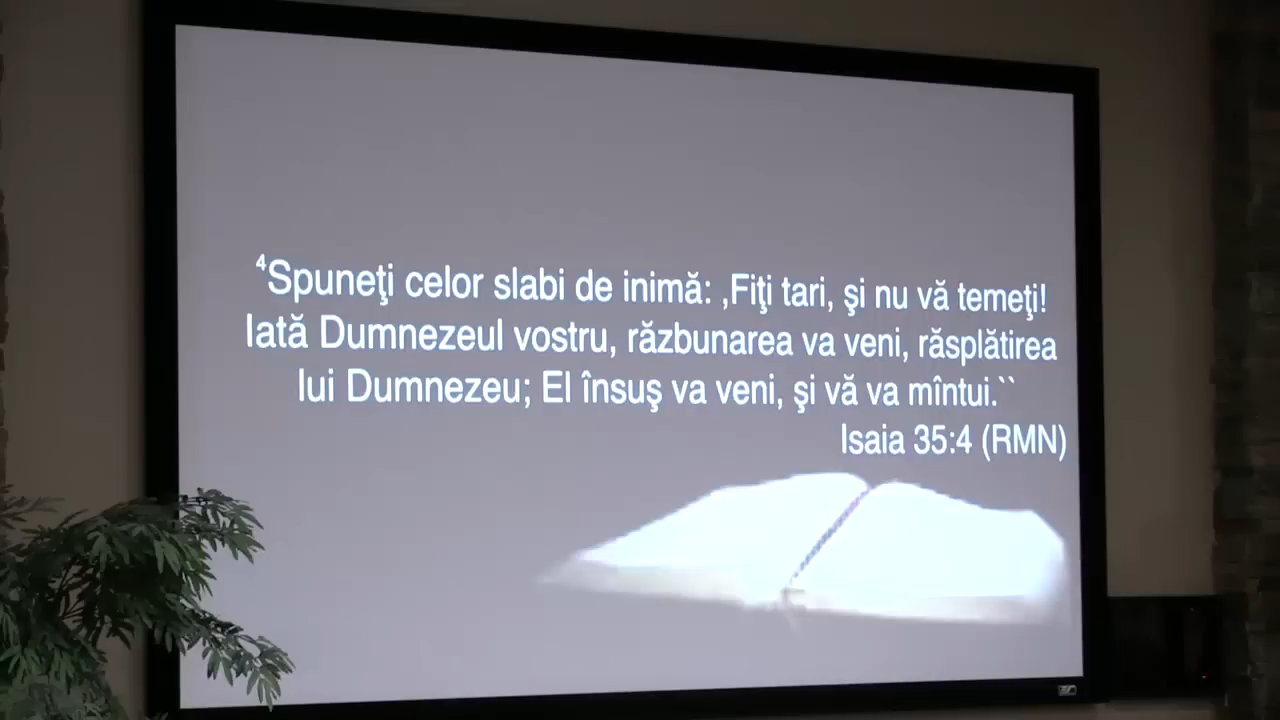 ⁴Spuneţi celor slabi de inimă: ‚Fiţi tari, şi nu vă temeţi!
Iată Dumnezeul vostru, răzbunarea va veni, răsplătirea
lui Dumnezeu; El însuş va veni, şi vă va mîntui.``
Isaia 35:4 (RMN)